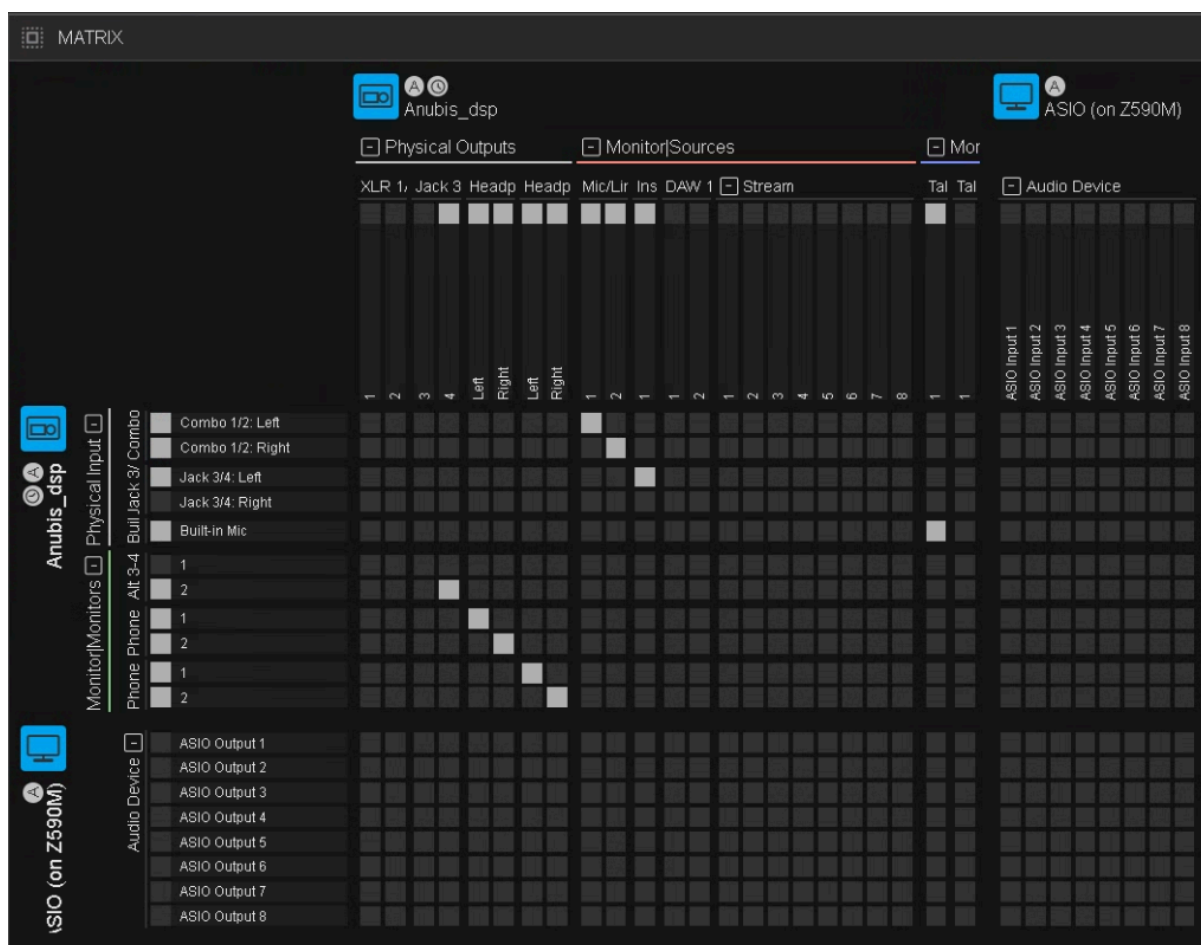 MATRIX
A
Anubis_dsp
A
ASIO (on Z590M)
- Physical Outputs
- Monitor|Sources
- Mor
XLR 1/ Jack 3 Headp Headp Mic/Lir Ins DAW 1 - Stream Tal Tal
- Audio Device
1 2 3 4 Left Right Left Right 1 2 1 1 2 1 2 3 4 5 6 7 8 1 1
ASIO Input 1
ASIO Input 2
ASIO Input 3
ASIO Input 4
ASIO Input 5
ASIO Input 6
ASIO Input 7
ASIO Input 8
A
Anubis_dsp
Physical Input -
Combo
Combo 1/2: Left
Combo 1/2: Right
Jack 3/
Jack 3/4: Left
Jack 3/4: Right
Buil
Built-in Mic
Monitor|Monitors -
Alt 3-4
1
2
Phone
1
2
Phone
1
2
A
SIO (on Z590M)
Audio Device -
ASIO Output 1
ASIO Output 2
ASIO Output 3
ASIO Output 4
ASIO Output 5
ASIO Output 6
ASIO Output 7
ASIO Output 8